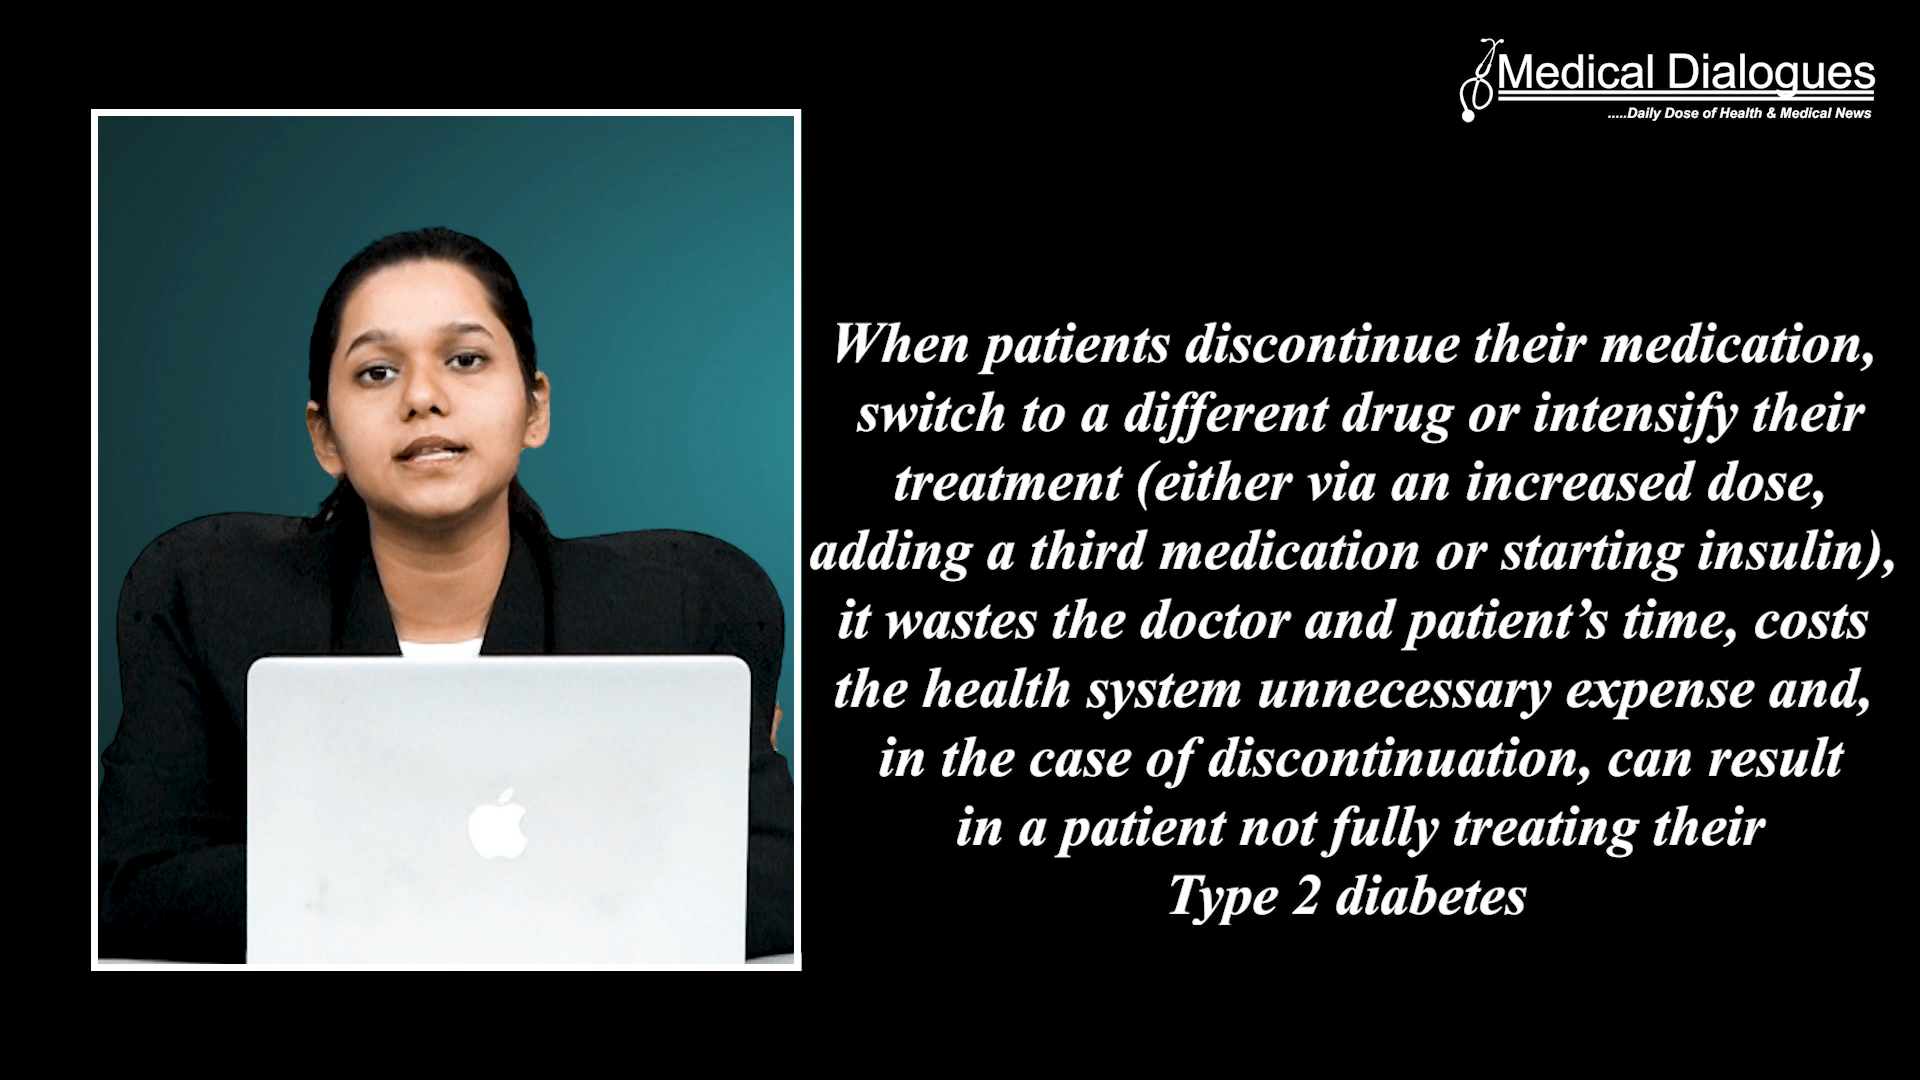 Medical Dialogues
.....Daily Dose of Health & Medical News
When patients discontinue their medication,
switch to a different drug or intensify their
treatment (either via an increased dose,
adding a third medication or starting insulin),
it wastes the doctor and patient’s time, costs
the health system unnecessary expense and,
in the case of discontinuation, can result
in a patient not fully treating their
Type 2 diabetes